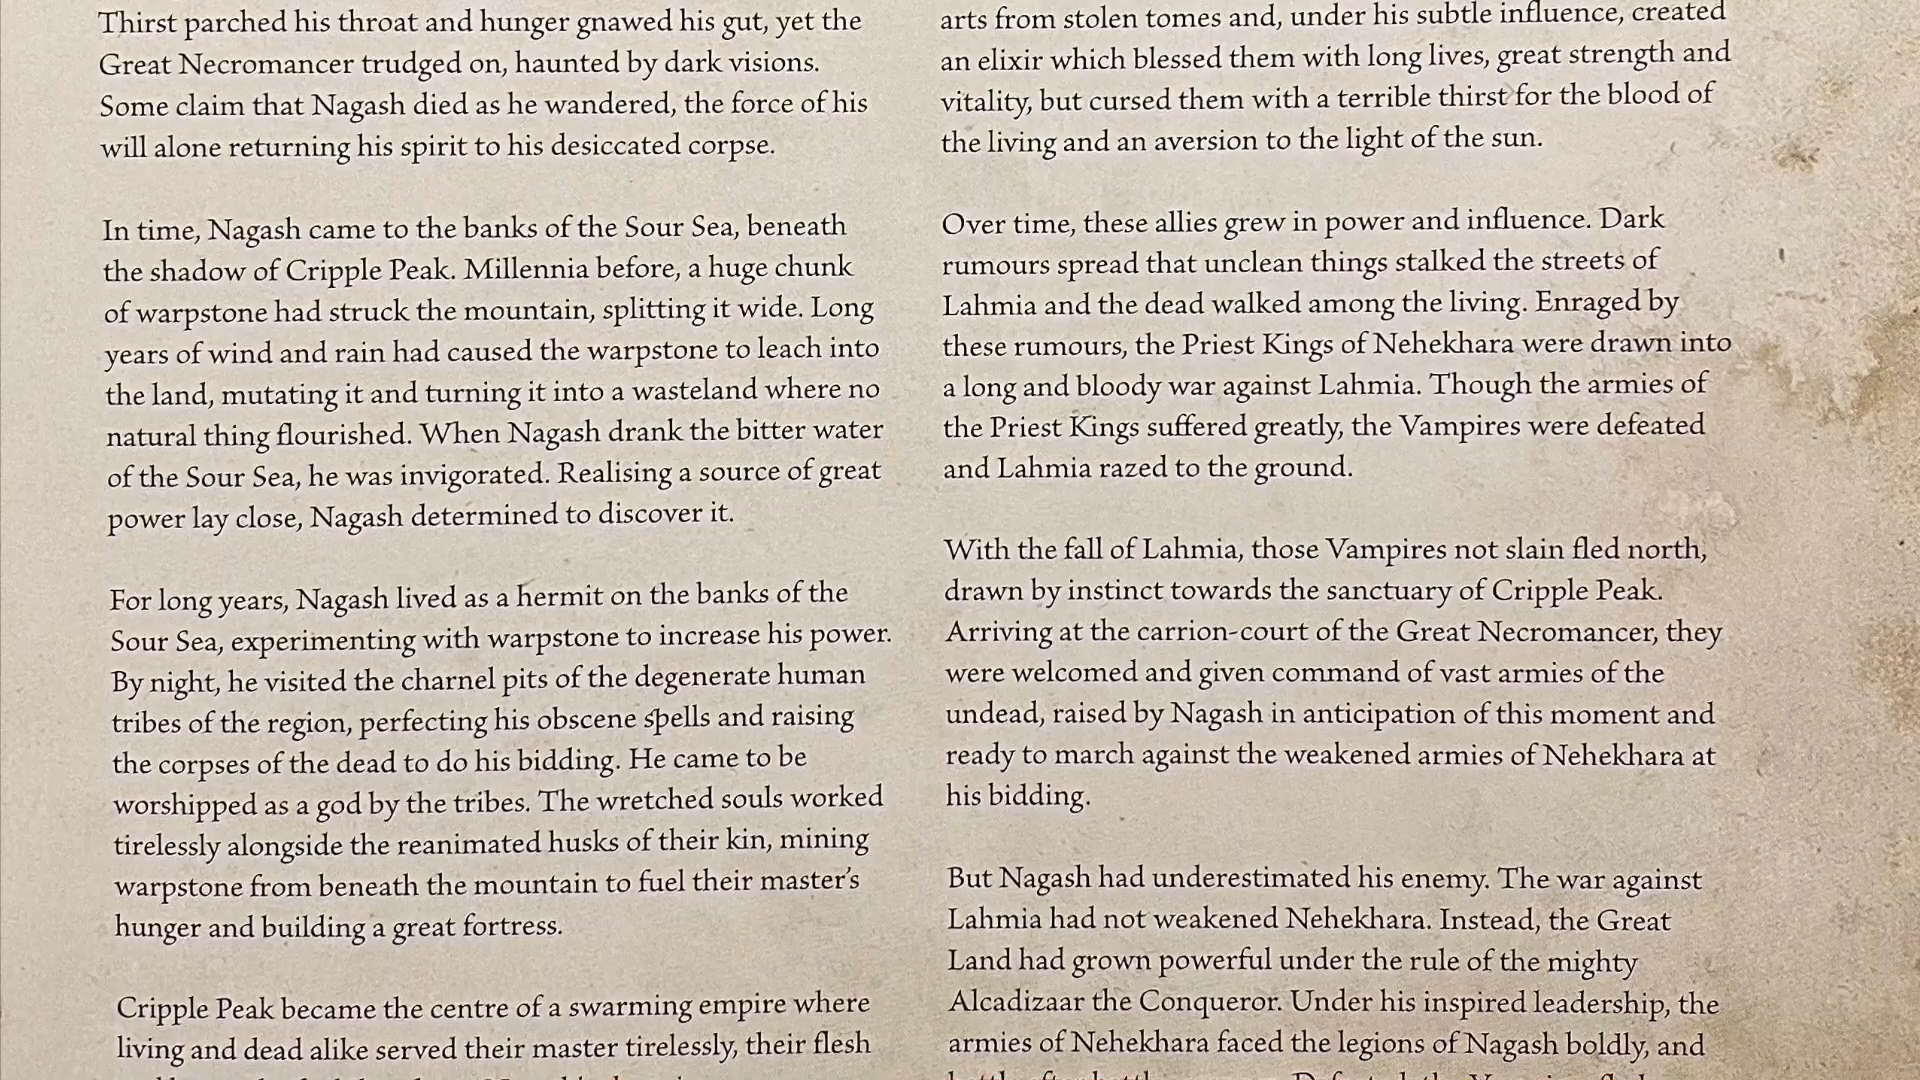 Thirst parched his throat and hunger gnawed his gut, yet the
Great Necromancer trudged on, haunted by dark visions.
Some claim that Nagash died as he wandered, the force of his
will alone returning his spirit to his desiccated corpse.
In time, Nagash came to the banks of the Sour Sea, beneath
the shadow of Cripple Peak. Millennia before, a huge chunk
of warpstone had struck the mountain, splitting it wide. Long
years of wind and rain had caused the warpstone to leach into
the land, mutating it and turning it into a wasteland where no
natural thing flourished. When Nagash drank the bitter water
of the Sour Sea, he was invigorated. Realising a source of great
power lay close, Nagash determined to discover it.
For long years, Nagash lived as a hermit on the banks of the
Sour Sea, experimenting with warpstone to increase his power.
By night, he visited the charnel pits of the degenerate human
tribes of the region, perfecting his obscene spells and raising
the corpses of the dead to do his bidding. He came to be
worshipped as a god by the tribes. The wretched souls worked
tirelessly alongside the reanimated husks of their kin, mining
warpstone from beneath the mountain to fuel their master's
hunger and building a great fortress.
Cripple Peak became the centre of a swarming empire where
living and dead alike served their master tirelessly, their flesh
arts from stolen tomes and, under his subtle influence, created
an elixir which blessed them with long lives, great strength and
vitality, but cursed them with a terrible thirst for the blood of
the living and an aversion to the light of the sun.
Over time, these allies grew in power and influence. Dark
rumours spread that unclean things stalked the streets of
Lahmia and the dead walked among the living. Enraged by
these rumours, the Priest Kings of Nehekhara were drawn into
a long and bloody war against Lahmia. Though the armies of
the Priest Kings suffered greatly, the Vampires were defeated
and Lahmia razed to the ground.
With the fall of Lahmia, those Vampires not slain fled north,
drawn by instinct towards the sanctuary of Cripple Peak.
Arriving at the carrion-court of the Great Necromancer, they
were welcomed and given command of vast armies of the
undead, raised by Nagash in anticipation of this moment and
ready to march against the weakened armies of Nehekhara at
his bidding.
But Nagash had underestimated his enemy. The war against
Lahmia had not weakened Nehekhara. Instead, the Great
Land had grown powerful under the rule of the mighty
Alcadizaar the Conqueror. Under his inspired leadership, the
armies of Nehekhara faced the legions of Nagash boldly, and